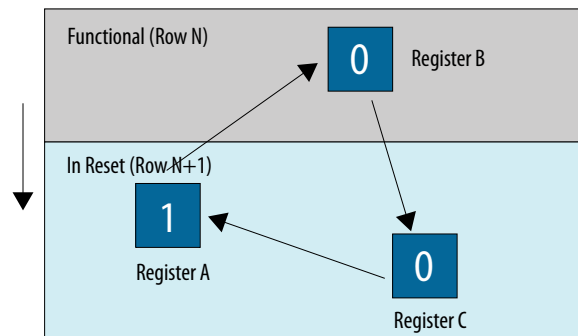 Functional (Row N)
0
Register B
In Reset (Row N+1)
1
Register A
0
Register C